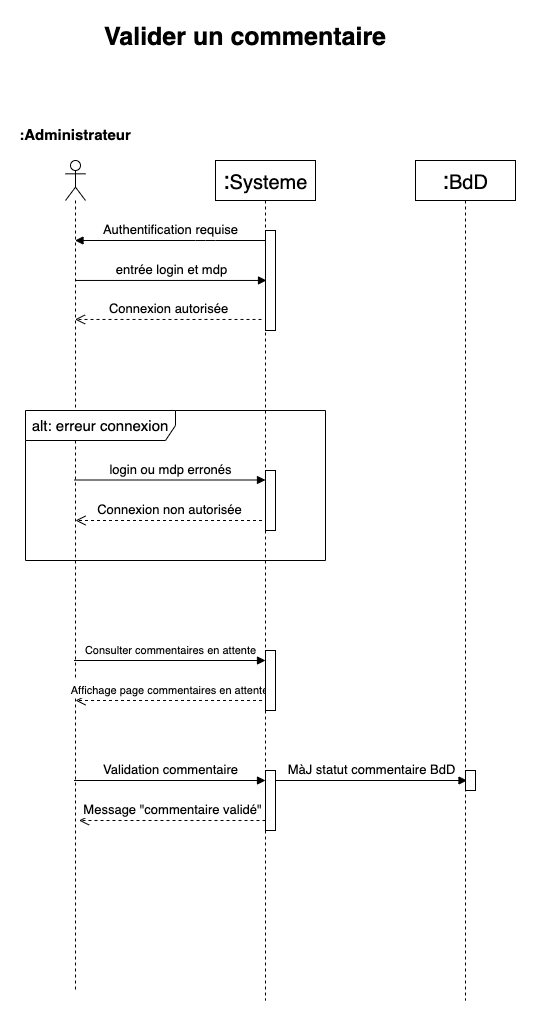 Valider un commentaire
:Administrateur
:Systeme
:BdD
Authentification requise
entrée login et mdp
Connexion autorisée
alt: erreur connexion
login ou mdp erronés
Connexion non autorisée
Consulter commentaires en attente
Affichage page commentaires en attente
Validation commentaire
MàJ statut commentaire BdD
Message "commentaire validé"